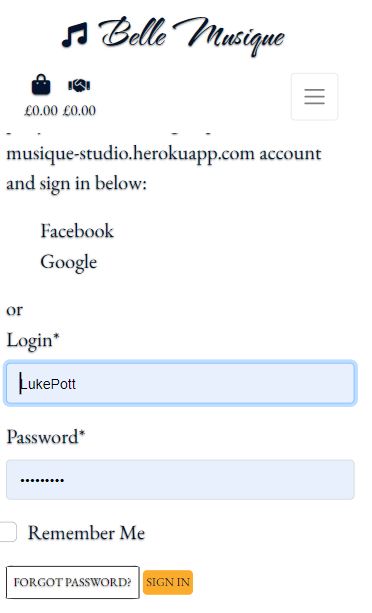 Belle Musique
£0.00 £0.00
musique-studio.herokuapp.com account
and sign in below:
Facebook
Google
or
Login*
LukePott
Password*
•••••••••
Remember Me
FORGOT PASSWORD? SIGN IN